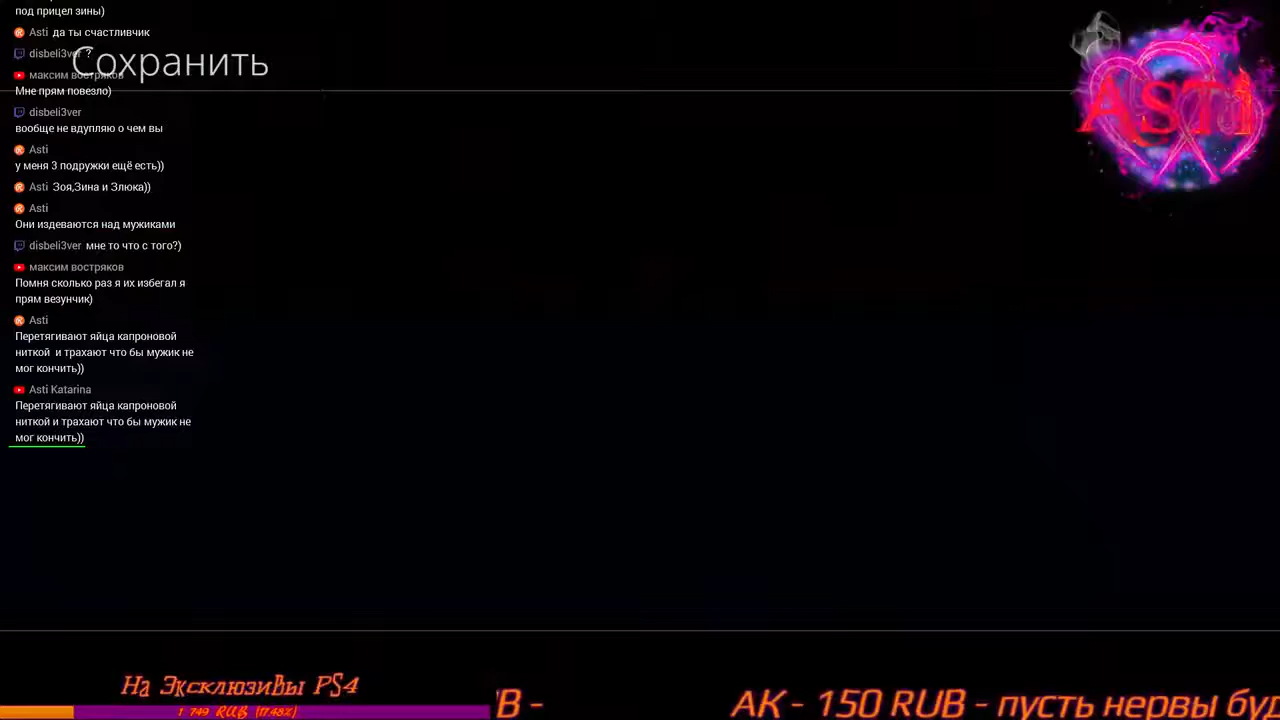 под прицел зины)
Asti да ты счастливчик
disbeli3ver ?
Сохранить
максим востряков
Мне прям повезло)
disbeli3ver
вообще не вдупляю о чем вы
Asti
у меня 3 подружки ещё есть))
Asti Зоя,Зина и Злюка))
Asti
Они издеваются над мужиками
disbeli3ver мне то что с того?)
максим востряков
Помня сколько раз я их избегал я
прям везунчик)
Asti
Перетягивают яйца капроновой
ниткой и трахают что бы мужик не
мог кончить))
Asti Katarina
Перетягивают яйца капроновой
ниткой и трахают что бы мужик не
мог кончить))
Asti
На Эксклюзивы PS4
1 749 RUB (17.48%)
B - АК - 150 RUB - пусть нервы буд